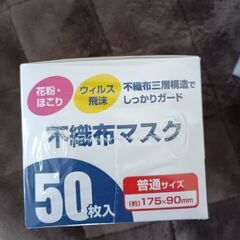 花粉・
ほこり
ウィルス
飛沫
不織布三層構造で
しっかりガード
不織布マスク
50枚入
普通サイズ
(約)175×90mm